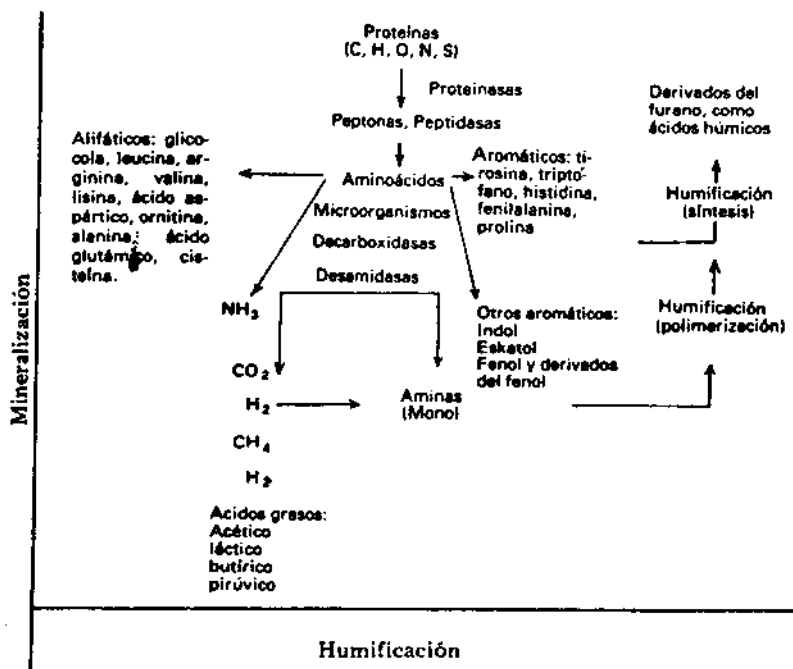 Proteínas
(C, H, O, N, S)
Proteinasas
Peptonas, Peptidasas
Alifáticos: glico-
cola, leucina, ar-
ginina, valina,
lisina, ácido as-
pártico, ornitina,
alanina; ácido
glutámico, cis-
teína.
Aminoácidos
Microorganismos
Decarboxidasas
Desamidasas
Aromáticos: ti-
rosina, triptó-
fano, histidina,
fenilalanina,
prolina
Derivados del
furano, como
ácidos húmicos
Humificación
(síntesis)
Humificación
(polimerización)
NH₃
CO₂
H₂
CH₄
H₂
Otros aromáticos:
Indol
Eskatol
Fenol y derivados
del fenol
Aminas
(Mono)
Acidos grasos:
Acético
láctico
butírico
pirúvico
Mineralización
Humificación